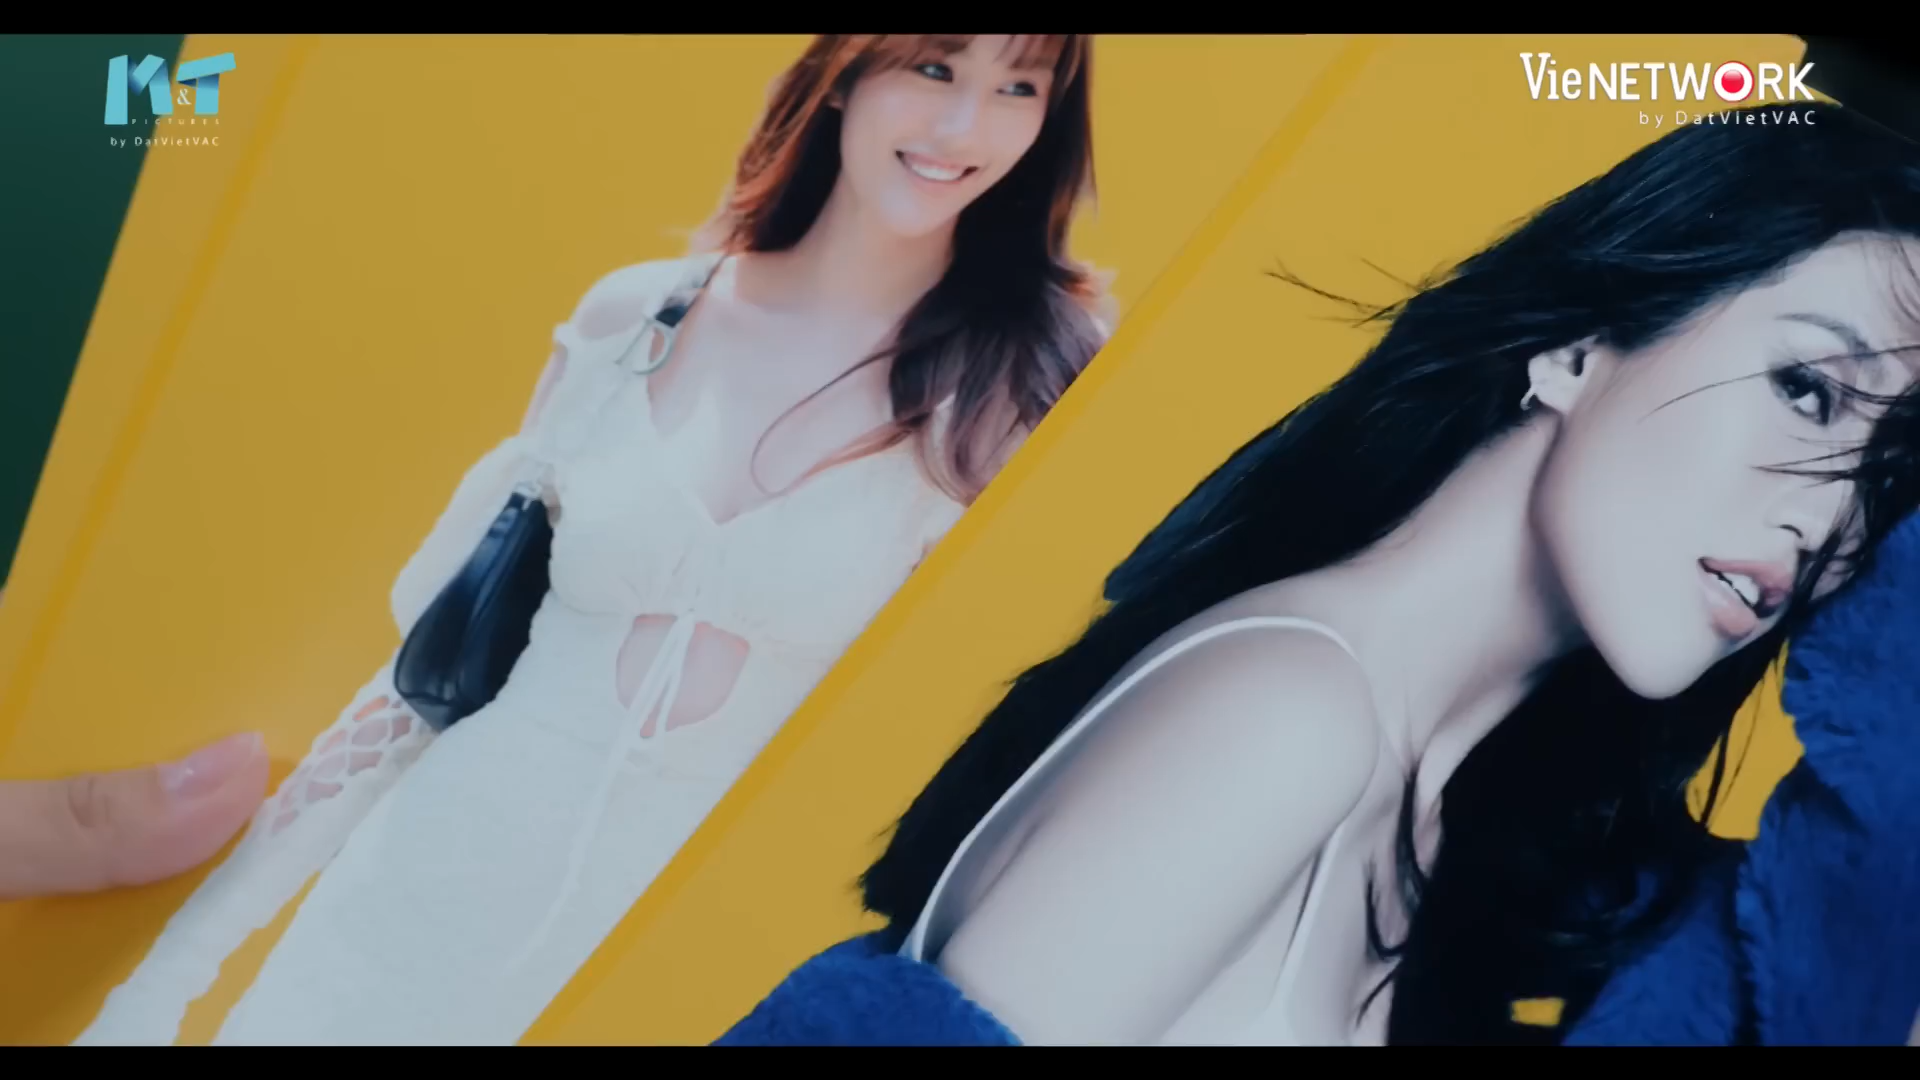 M&T
PICTURES
by DatVietVAC
VieNETWORK
by DatVietVAC